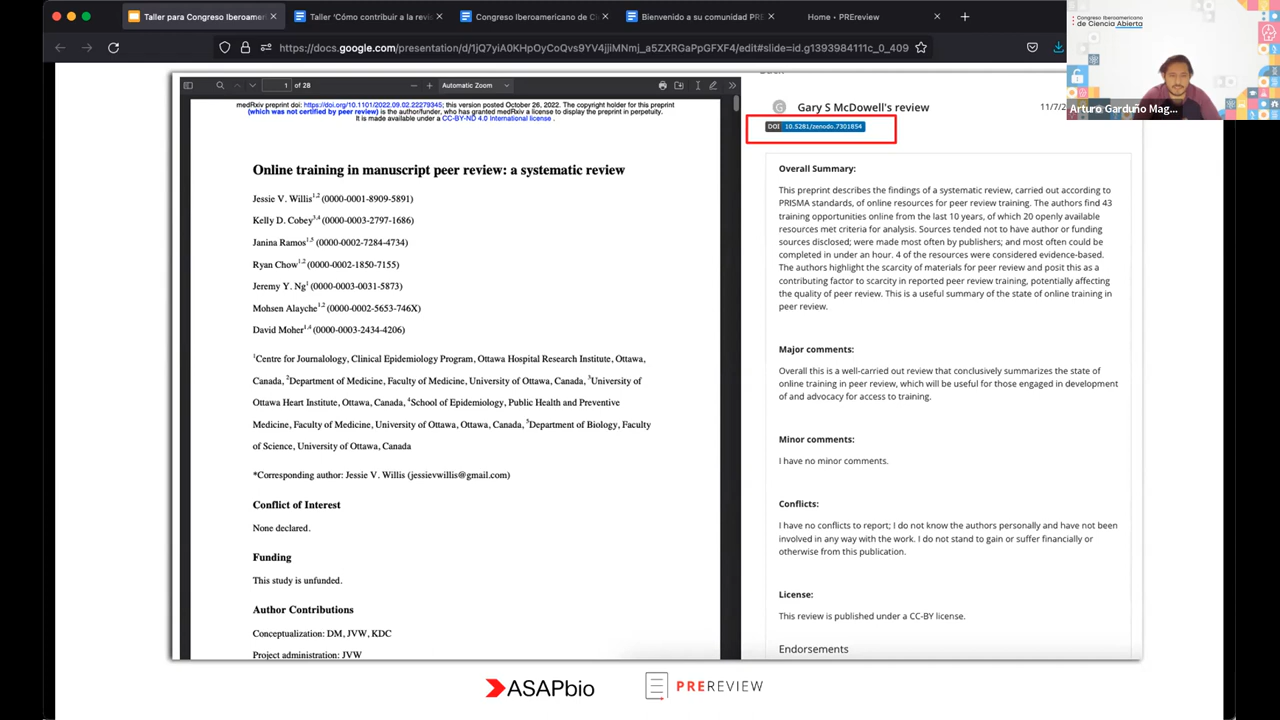 Taller para Congreso Iberoamer
Taller 'Cómo contribuir a la revis
Congreso Iberoamericano de Ci
Bienvenido a su comunidad PR
Home • PREreview
https://docs.google.com/presentation/d/1jQ7yiA0KHpOyCoQvs9YV4jjiMNmj_a5ZXRGaPpGFXF4/edit#slide=id.g1393984111c_0_409
Congreso Iberoamericano
de Ciencia Abierta
Arturo Garduño Mag...
1 of 28
Automatic Zoom
medRxiv preprint doi: https://doi.org/10.1101/2022.09.02.22279345; this version posted October 26, 2022. The copyright holder for this preprint
(which was not certified by peer review) is the author/funder, who has granted medRxiv a license to display the preprint in perpetuity.
It is made available under a CC-BY-ND 4.0 International license .
Online training in manuscript peer review: a systematic review
Jessie V. Willis1,2 (0000-0001-8909-5891)
Kelly D. Cobey3,4 (0000-0003-2797-1686)
Janina Ramos1,5 (0000-0002-7284-4734)
Ryan Chow1,2 (0000-0002-1850-7155)
Jeremy Y. Ng1 (0000-0003-0031-5873)
Mohsen Alayche1,2 (0000-0002-5653-746X)
David Moher1,4 (0000-0003-2434-4206)
1Centre for Journalology, Clinical Epidemiology Program, Ottawa Hospital Research Institute, Ottawa,
Canada, 2Department of Medicine, Faculty of Medicine, University of Ottawa, Canada, 3University of
Ottawa Heart Institute, Ottawa, Canada, 4School of Epidemiology, Public Health and Preventive
Medicine, Faculty of Medicine, University of Ottawa, Ottawa, Canada, 5Department of Biology, Faculty
of Science, University of Ottawa, Canada
*Corresponding author: Jessie V. Willis (jessievwillis@gmail.com)
Conflict of Interest
None declared.
Funding
This study is unfunded.
Author Contributions
Conceptualization: DM, JVW, KDC
Project administration: JVW
G
Gary S McDowell's review
11/7/2
DOI 10.5281/zenodo.7301854
Overall Summary:
This preprint describes the findings of a systematic review, carried out according to
PRISMA standards, of online resources for peer review training. The authors find 43
training opportunities online from the last 10 years, of which 20 openly available
resources met criteria for analysis. Sources tended not to have author or funding
sources disclosed; were made most often by publishers; and most often could be
completed in under an hour. 4 of the resources were considered evidence-based.
The authors highlight the scarcity of materials for peer review and posit this as a
contributing factor to scarcity in reported peer review training, potentially affecting
the quality of peer review. This is a useful summary of the state of online training in
peer review.
Major comments:
Overall this is a well-carried out review that conclusively summarizes the state of
online training in peer review, which will be useful for those engaged in development
of and advocacy for access to training.
Minor comments:
I have no minor comments.
Conflicts:
I have no conflicts to report; I do not know the authors personally and have not been
involved in any way with the work. I do not stand to gain or suffer financially or
otherwise from this publication.
License:
This review is published under a CC-BY license.
Endorsements
ASAPbio
PREREVIEW